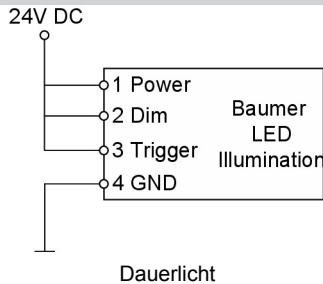 24V DC
1 Power
2 Dim
3 Trigger
4 GND
Baumer
LED
Illumination
Dauerlicht